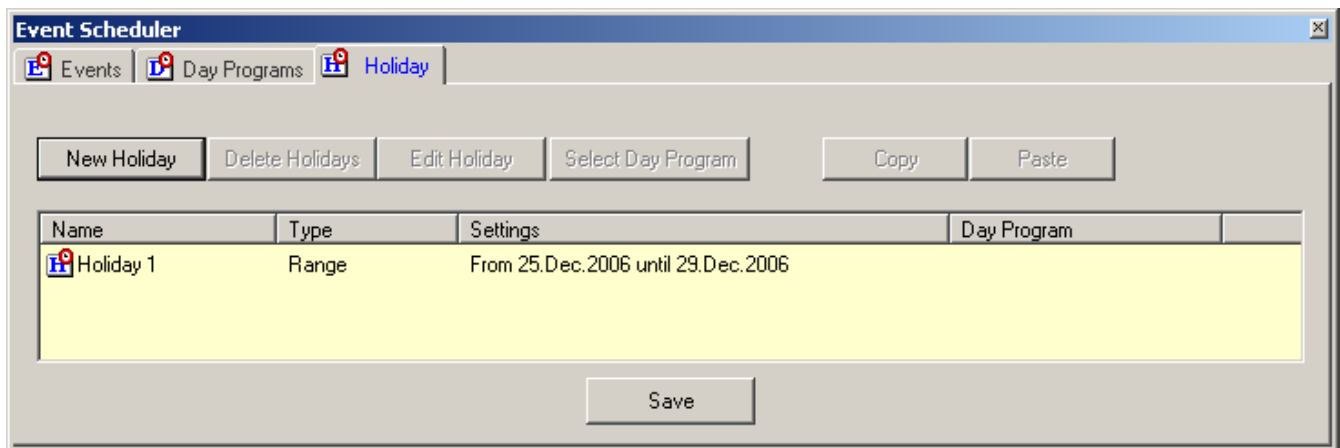 Event Scheduler
Events Day Programs Holiday
New Holiday Delete Holidays Edit Holiday Select Day Program Copy Paste
Name Type Settings Day Program
Holiday 1 Range From 25.Dec.2006 until 29.Dec.2006
Save